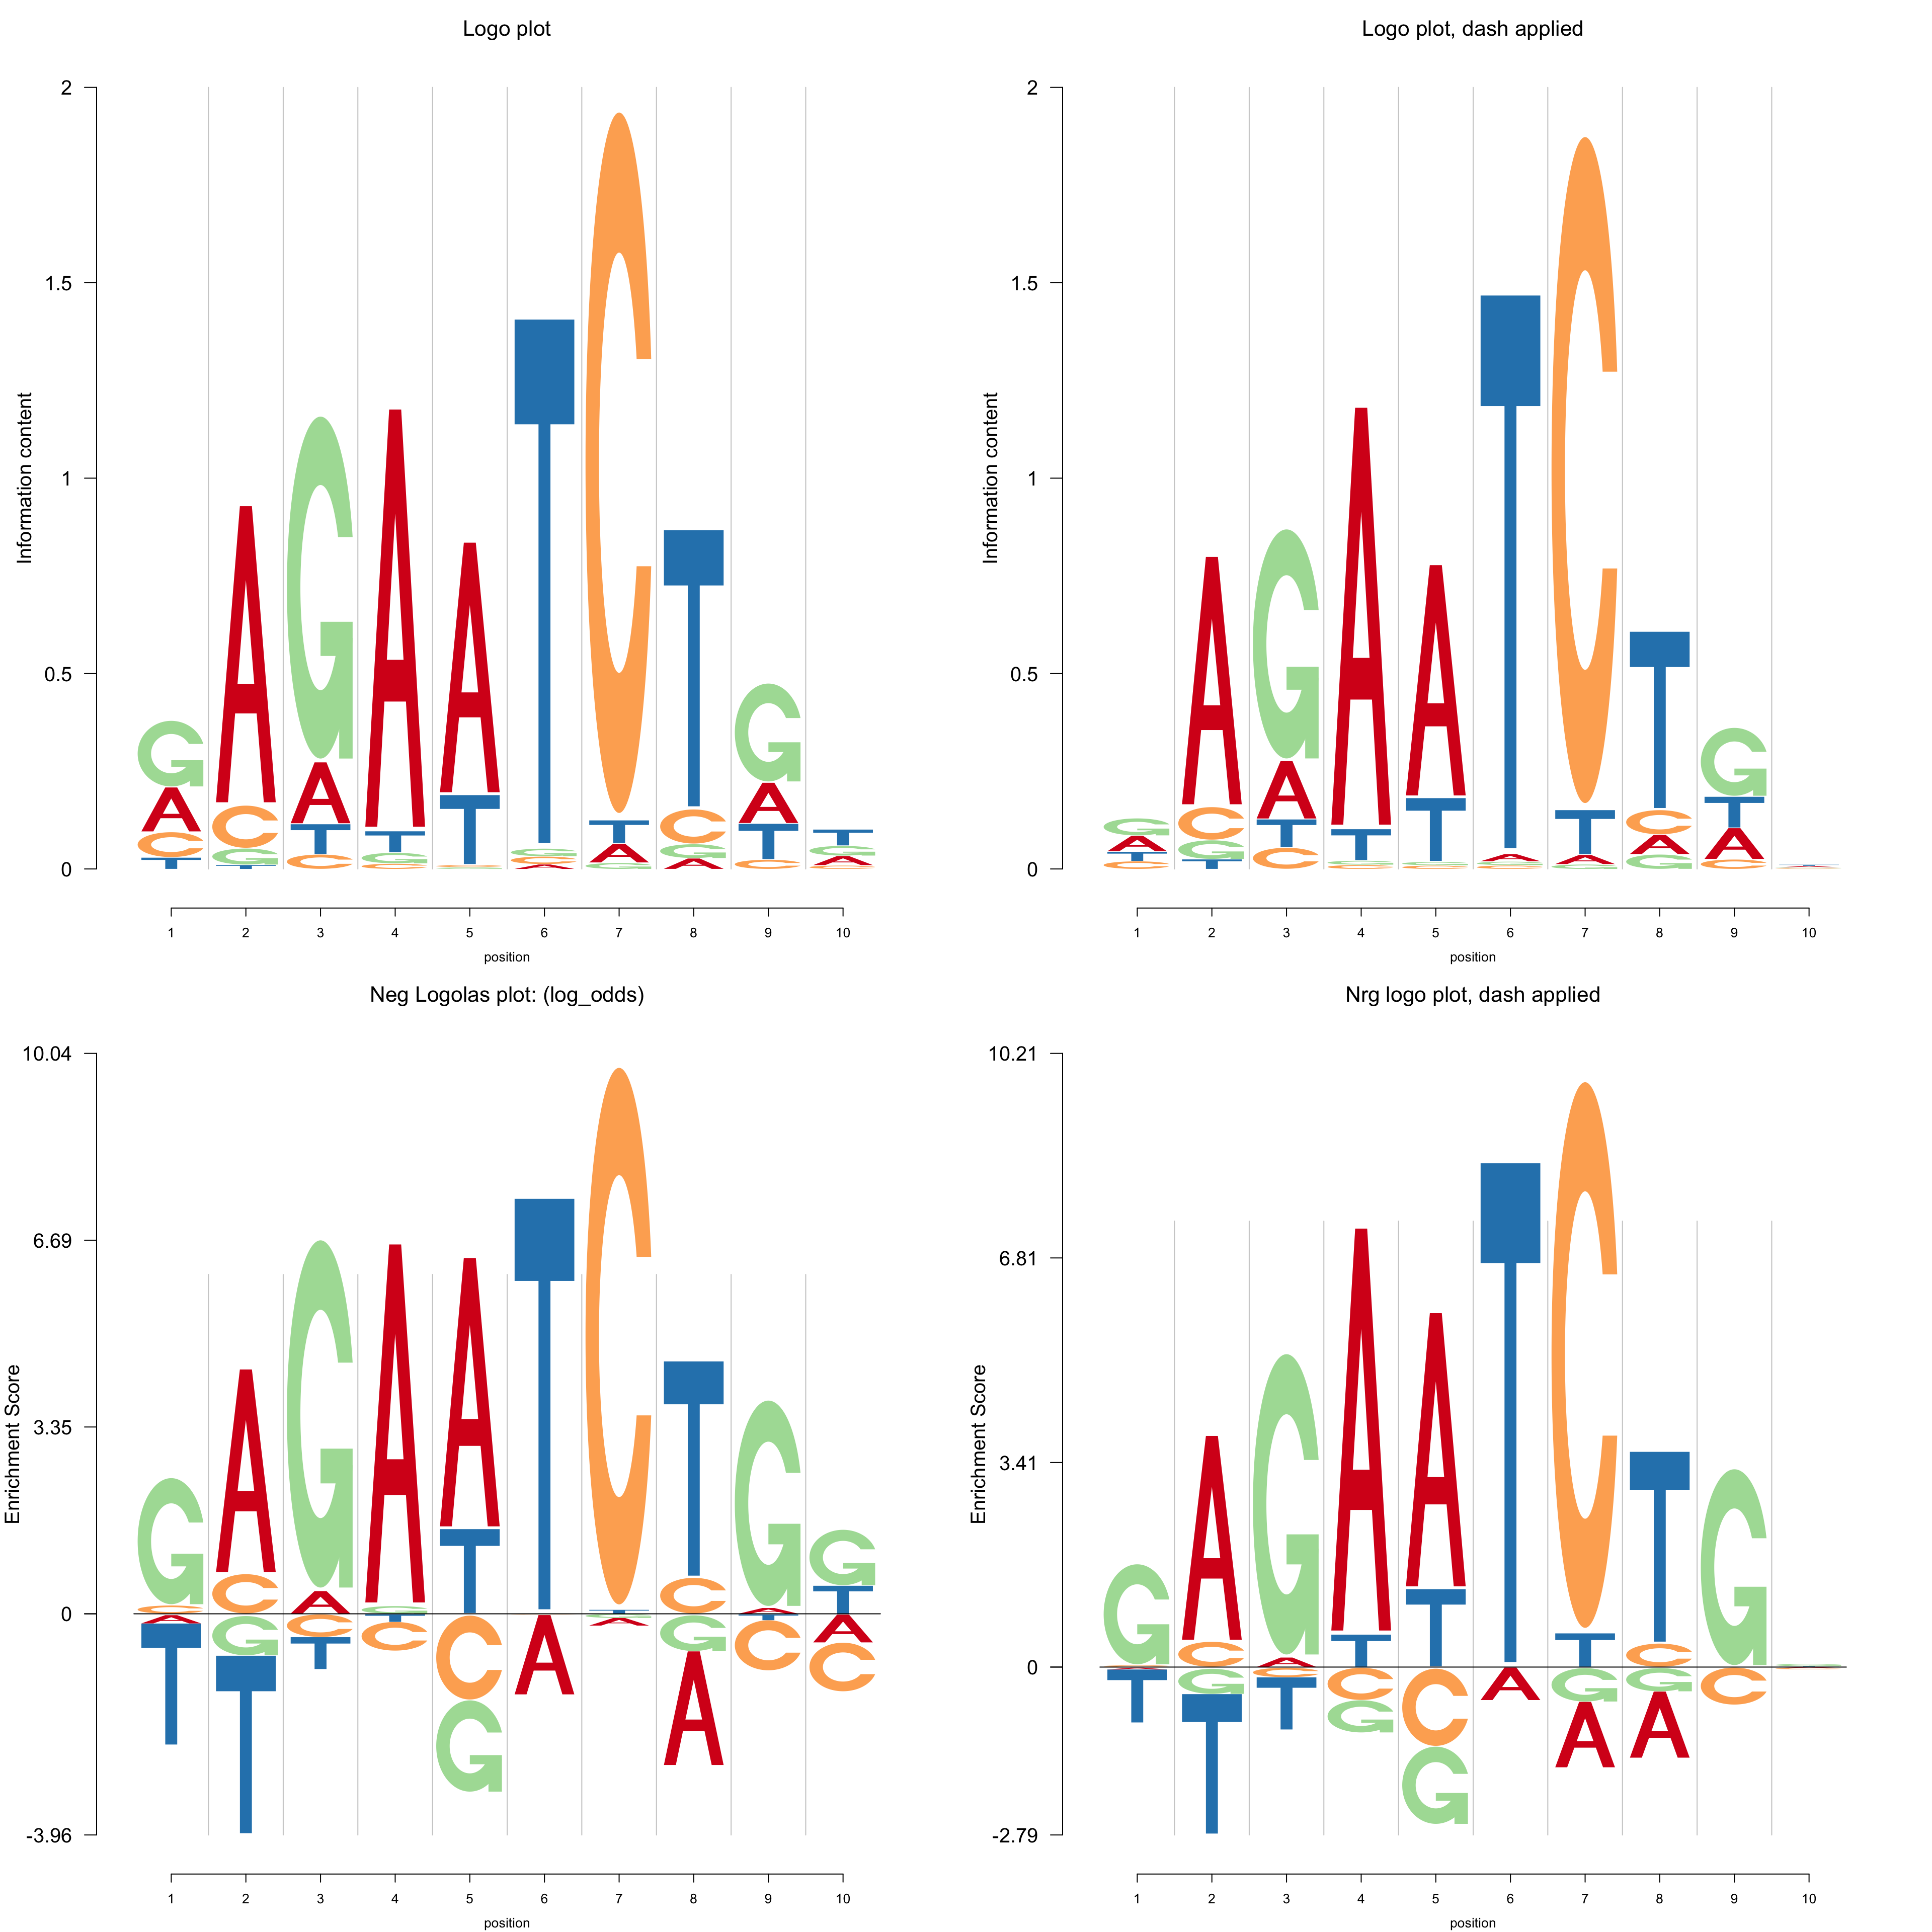 Logo plot
Information content
2
1.5
1
0.5
0
G A C T
A C G T
G A T C
A T G C
A T C G
T G C A
C T A G
T C G A
G A T C
T G A C
1 2 3 4 5 6 7 8 9 10
position
Logo plot, dash applied
Information content
2
1.5
1
0.5
0
G A T C
A C G T
G A T C
A T G C
A T G C
T A G C
C T A G
T C A G
G T A C
1 2 3 4 5 6 7 8 9 10
position
Neg Logolas plot: (log_odds)
Enrichment Score
10.04
6.69
3.35
0
-3.96
G C A T
A C G T
G A C T
A G T C
A T C G
T A
C T G A
T C G A
G A T C
G T A C
1 2 3 4 5 6 7 8 9 10
position
Nrg logo plot, dash applied
Enrichment Score
10.21
6.81
3.41
0
-2.79
G A T
A C G T
G A C T
A T C G
A T C G
T A
C T G A
T C G A
G C
1 2 3 4 5 6 7 8 9 10
position